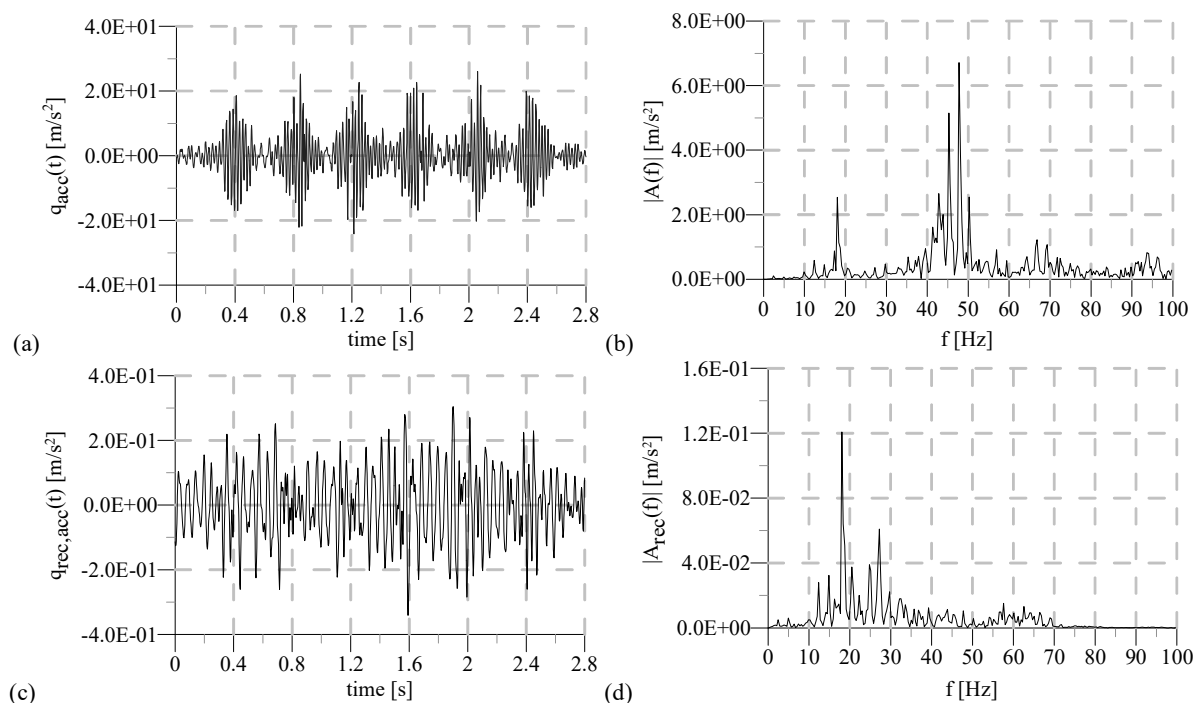 4.0E+01
2.0E+01
0.0E+00
-2.0E+01
-4.0E+01
q_acc(t) [m/s²]
0 0.4 0.8 1.2 1.6 2 2.4 2.8
time [s]
(a)
8.0E+00
6.0E+00
4.0E+00
2.0E+00
0.0E+00
|A(f)| [m/s²]
0 10 20 30 40 50 60 70 80 90 100
f [Hz]
(b)
4.0E-01
2.0E-01
0.0E+00
-2.0E-01
-4.0E-01
q_rec,acc(t) [m/s²]
0 0.4 0.8 1.2 1.6 2 2.4 2.8
time [s]
(c)
1.6E-01
1.2E-01
8.0E-02
4.0E-02
0.0E+00
|A_rec(f)| [m/s²]
0 10 20 30 40 50 60 70 80 90 100
f [Hz]
(d)